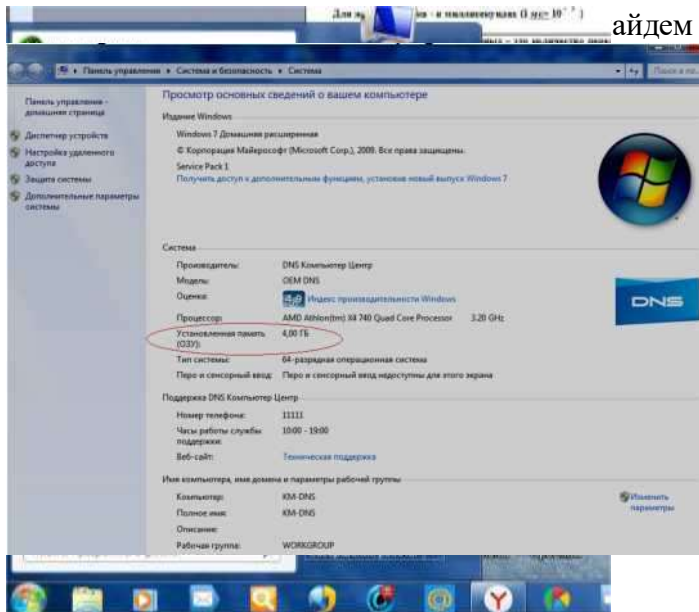 айдем
Панель управления ▸ Система и безопасность ▸ Система
Панель управления - домашняя страница
Диспетчер устройств
Настройка удаленного доступа
Защита системы
Дополнительные параметры системы
Просмотр основных сведений о вашем компьютере
Издание Windows
Windows 7 Домашняя расширенная
© Корпорация Майкрософт (Microsoft Corp.), 2009. Все права защищены.
Service Pack 1
Получить доступ к дополнительным функциям, установив новый выпуск Windows 7
Система
Производитель: DNS Компьютер Центр
Модель: OEM DNS
Оценка: 4,8 Индекс производительности Windows
Процессор: AMD Athlon(tm) X4 740 Quad Core Processor 3.20 GHz
Установленная память (ОЗУ): 4,00 ГБ
Тип системы: 64-разрядная операционная система
Перо и сенсорный ввод: Перо и сенсорный ввод недоступны для этого экрана
DNS
Поддержка DNS Компьютер Центр
Номер телефона: 11111
Часы работы службы поддержки: 10:00 - 19:00
Веб-сайт: Техническая поддержка
Имя компьютера, имя домена и параметры рабочей группы
Компьютер: KM-DNS
Полное имя: KM-DNS
Описание:
Рабочая группа: WORKGROUP
Изменить параметры